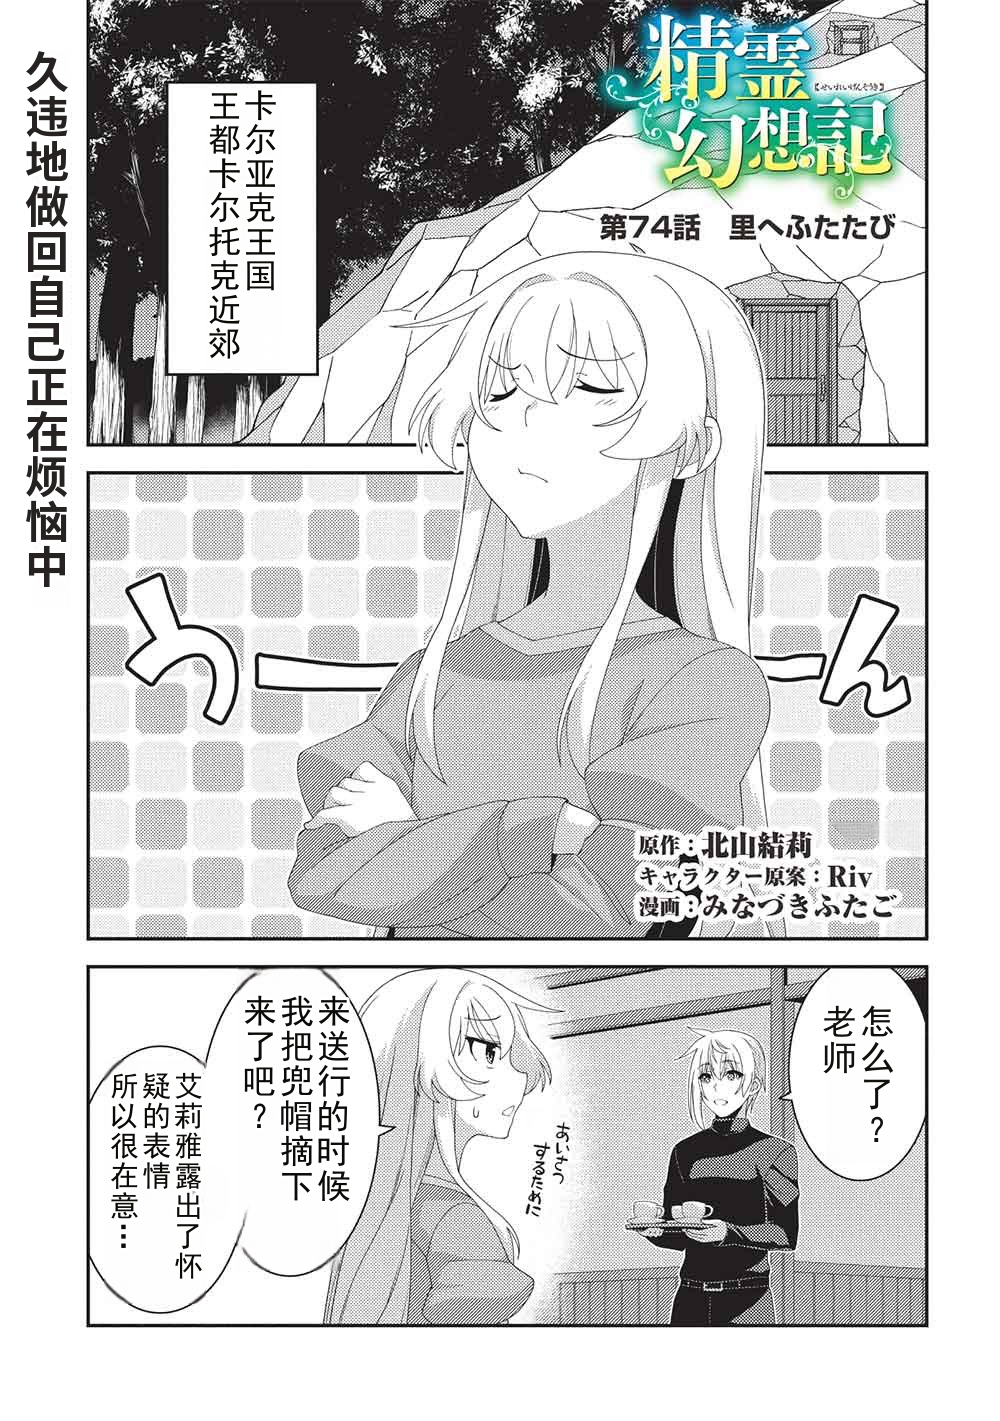 久违地做回自己正在烦恼中
精霊
【せいれいげんそうき】
幻想記
第74話　里へふたたび
卡尔亚克王国
王都卡尔托克近郊
うーーん
原作：北山結莉
キャラクター原案：Riv
漫画：みなづきふたご
怎么了？
老师
来送行的时候
我把兜帽摘下
来了吧？
あいさつ
するために
艾莉雅露出了怀
疑的表情
所以很在意…